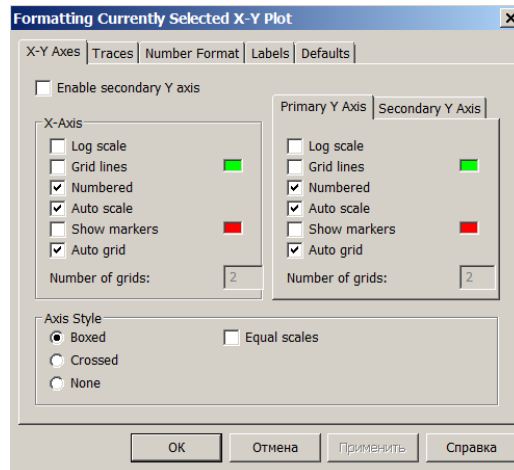 Formatting Currently Selected X-Y Plot
X-Y Axes Traces Number Format Labels Defaults
Enable secondary Y axis
X-Axis
Log scale
Grid lines
Numbered
Auto scale
Show markers
Auto grid
Number of grids: 2
Primary Y Axis Secondary Y Axis
Log scale
Grid lines
Numbered
Auto scale
Show markers
Auto grid
Number of grids: 2
Axis Style
Boxed
Crossed
None
Equal scales
OK Отмена Применить Справка